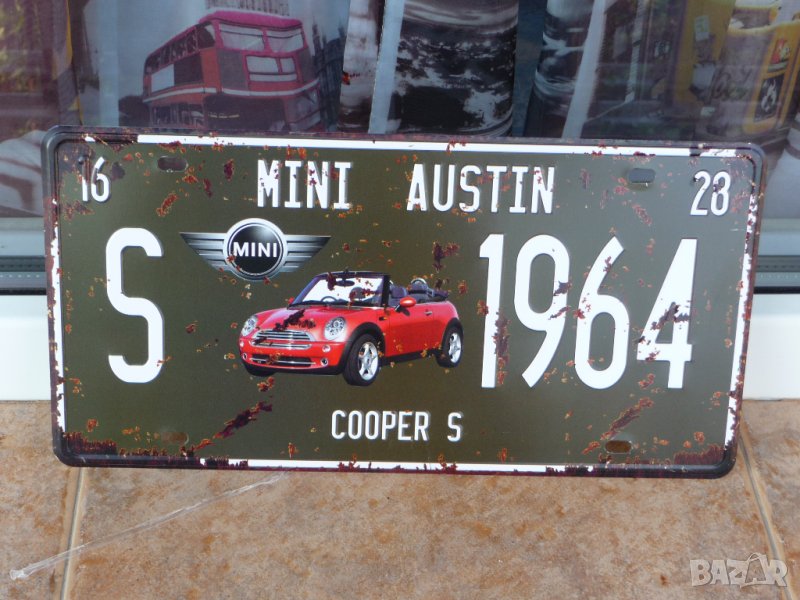 16 MINI AUSTIN 28
S MINI 1964
COOPER S
BAZAR